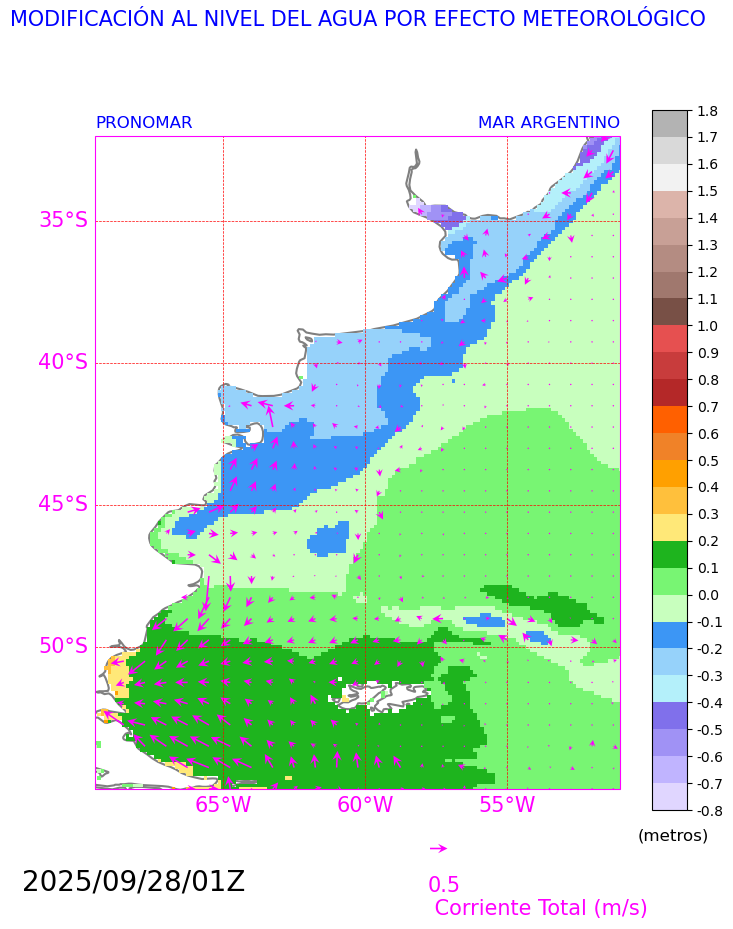 MODIFICACIÓN AL NIVEL DEL AGUA POR EFECTO METEOROLÓGICO
PRONOMAR MAR ARGENTINO
1.8
1.7
1.6
1.5
1.4
1.3
1.2
1.1
1.0
0.9
0.8
0.7
0.6
0.5
0.4
0.3
0.2
0.1
0.0
-0.1
-0.2
-0.3
-0.4
-0.5
-0.6
-0.7
-0.8
(metros)
35°S
40°S
45°S
50°S
65°W 60°W 55°W
2025/09/28/01Z
0.5
Corriente Total (m/s)